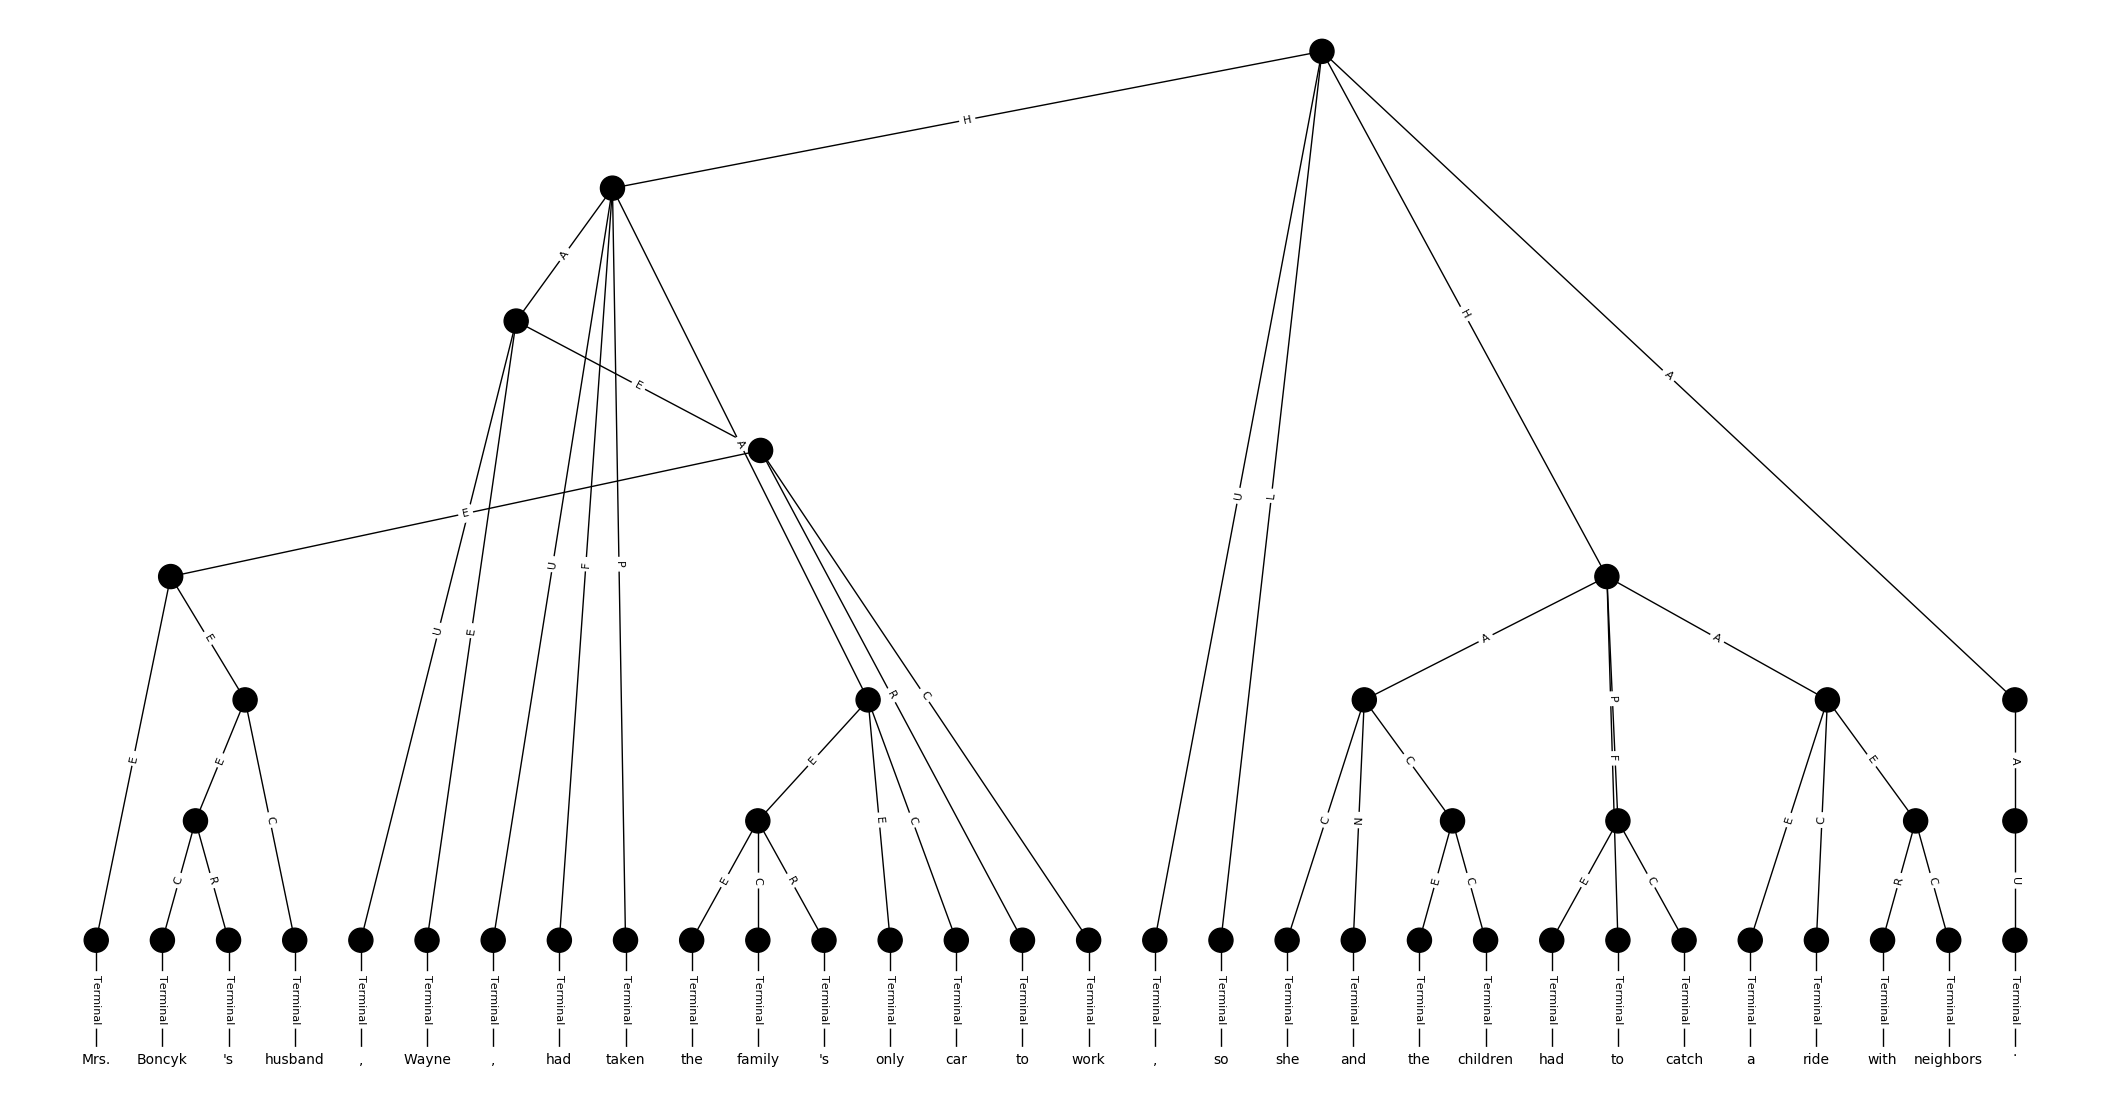 H
A
E
A
E
U
L
H
A
E
E
U
E
U
F
P
R
C
A
P
F
A
E
E
C
E
E
C
C
N
C
E
C
E
A
C
R
E
C
R
E
C
E
C
R
C
U
Terminal Terminal Terminal Terminal Terminal Terminal Terminal Terminal Terminal Terminal Terminal Terminal Terminal Terminal Terminal Terminal Terminal Terminal Terminal Terminal Terminal Terminal Terminal Terminal Terminal Terminal Terminal Terminal Terminal Terminal
Mrs. Boncyk 's husband , Wayne , had taken the family 's only car to work , so she and the children had to catch a ride with neighbors .